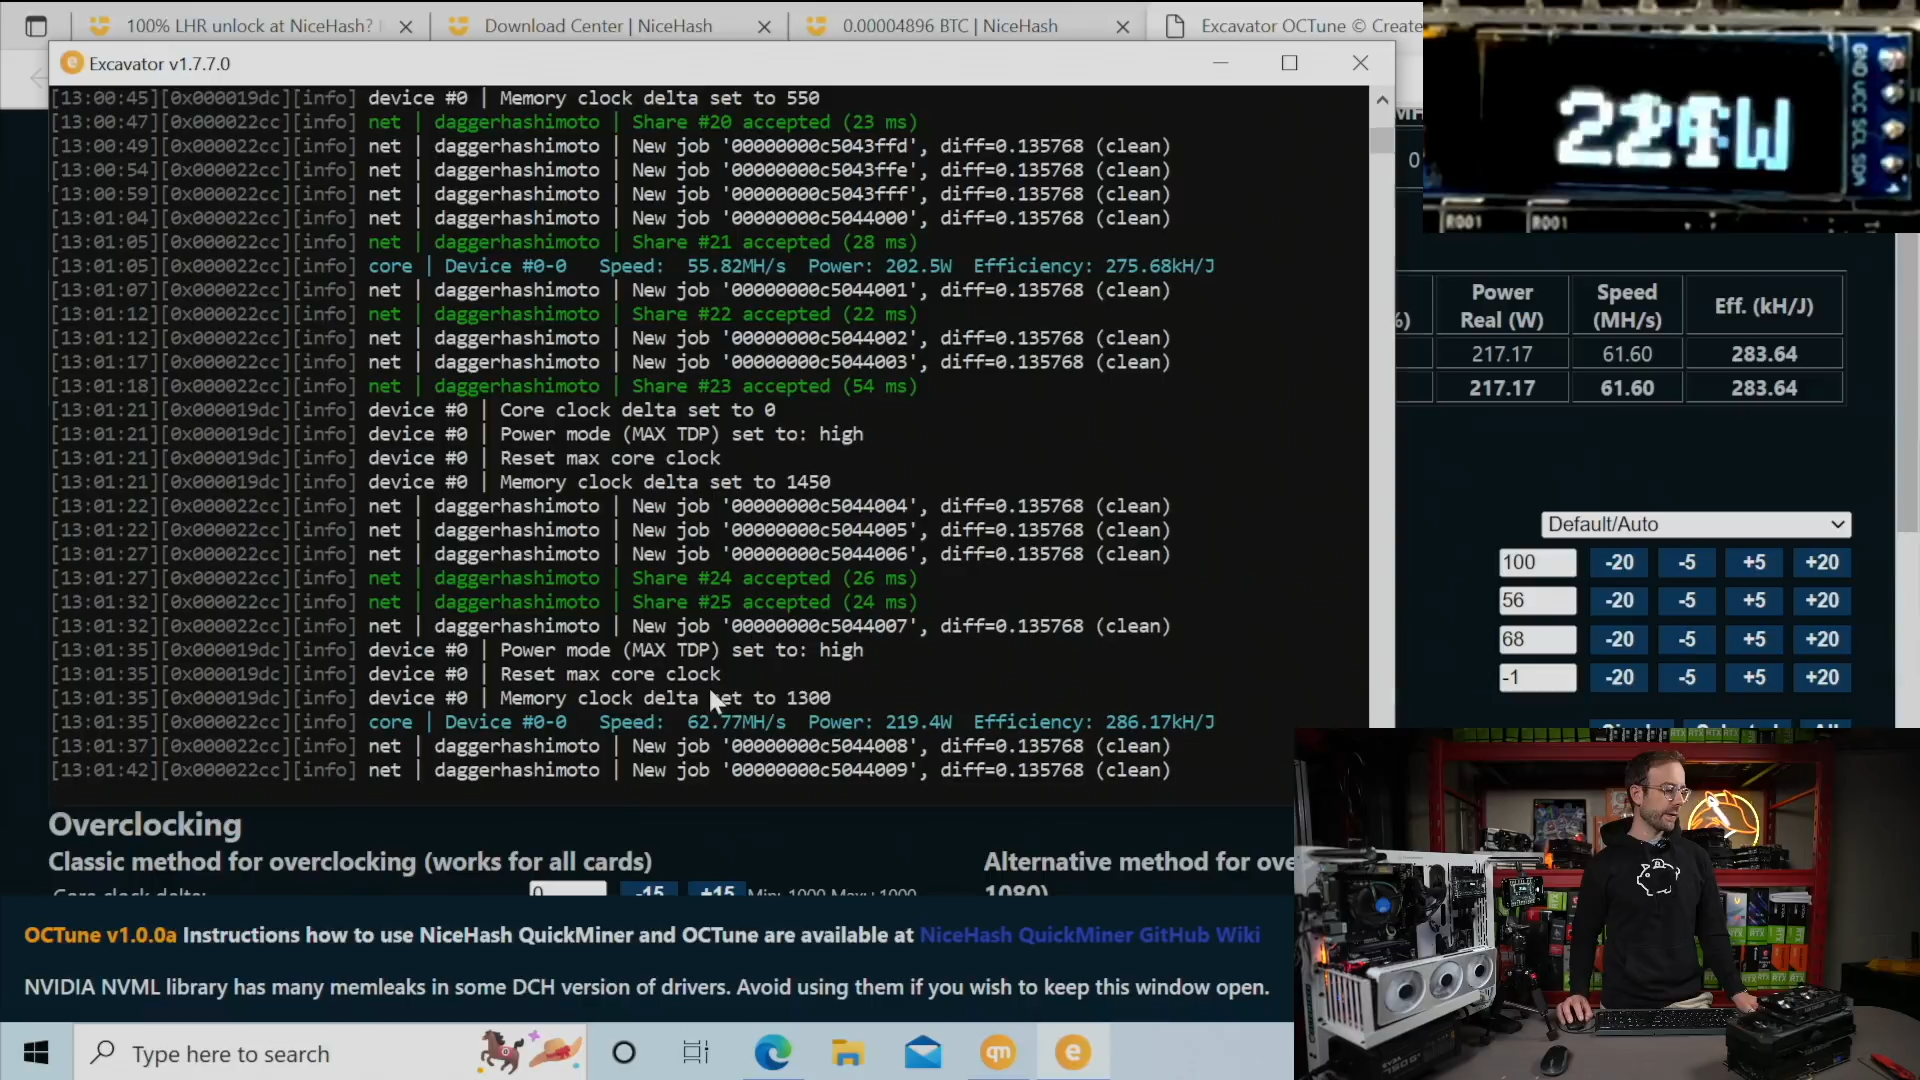 100% LHR unlock at NiceHash?
Download Center | NiceHash
0.00004896 BTC | NiceHash
Excavator OCTune © Create
Excavator v1.7.7.0
[13:00:45][0x000019dc][info] device #0 | Memory clock delta set to 550
[13:00:47][0x000022cc][info] net | daggerhashimoto | Share #20 accepted (23 ms)
[13:00:49][0x000022cc][info] net | daggerhashimoto | New job '00000000c5043ffd', diff=0.135768 (clean)
[13:00:54][0x000022cc][info] net | daggerhashimoto | New job '00000000c5043ffe', diff=0.135768 (clean)
[13:00:59][0x000022cc][info] net | daggerhashimoto | New job '00000000c5043fff', diff=0.135768 (clean)
[13:01:04][0x000022cc][info] net | daggerhashimoto | New job '00000000c5044000', diff=0.135768 (clean)
[13:01:05][0x000022cc][info] net | daggerhashimoto | Share #21 accepted (28 ms)
[13:01:05][0x000022cc][info] core | Device #0-0 Speed: 55.82MH/s Power: 202.5W Efficiency: 275.68kH/J
[13:01:07][0x000022cc][info] net | daggerhashimoto | New job '00000000c5044001', diff=0.135768 (clean)
[13:01:12][0x000022cc][info] net | daggerhashimoto | Share #22 accepted (22 ms)
[13:01:12][0x000022cc][info] net | daggerhashimoto | New job '00000000c5044002', diff=0.135768 (clean)
[13:01:17][0x000022cc][info] net | daggerhashimoto | New job '00000000c5044003', diff=0.135768 (clean)
[13:01:18][0x000022cc][info] net | daggerhashimoto | Share #23 accepted (54 ms)
[13:01:21][0x000019dc][info] device #0 | Core clock delta set to 0
[13:01:21][0x000019dc][info] device #0 | Power mode (MAX TDP) set to: high
[13:01:21][0x000019dc][info] device #0 | Reset max core clock
[13:01:21][0x000019dc][info] device #0 | Memory clock delta set to 1450
[13:01:22][0x000022cc][info] net | daggerhashimoto | New job '00000000c5044004', diff=0.135768 (clean)
[13:01:22][0x000022cc][info] net | daggerhashimoto | New job '00000000c5044005', diff=0.135768 (clean)
[13:01:27][0x000022cc][info] net | daggerhashimoto | New job '00000000c5044006', diff=0.135768 (clean)
[13:01:27][0x000022cc][info] net | daggerhashimoto | Share #24 accepted (26 ms)
[13:01:32][0x000022cc][info] net | daggerhashimoto | Share #25 accepted (24 ms)
[13:01:32][0x000022cc][info] net | daggerhashimoto | New job '00000000c5044007', diff=0.135768 (clean)
[13:01:35][0x000019dc][info] device #0 | Power mode (MAX TDP) set to: high
[13:01:35][0x000019dc][info] device #0 | Reset max core clock
[13:01:35][0x000019dc][info] device #0 | Memory clock delta set to 1300
[13:01:35][0x000022cc][info] core | Device #0-0 Speed: 62.77MH/s Power: 219.4W Efficiency: 286.17kH/J
[13:01:37][0x000022cc][info] net | daggerhashimoto | New job '00000000c5044008', diff=0.135768 (clean)
[13:01:42][0x000022cc][info] net | daggerhashimoto | New job '00000000c5044009', diff=0.135768 (clean)
GND VCC SCL SDA
R001 R001
0
%) Power Real (W) Speed (MH/s) Eff. (kH/J)
217.17 61.60 283.64
217.17 61.60 283.64
Default/Auto
100 -20 -5 +5 +20
56 -20 -5 +5 +20
68 -20 -5 +5 +20
-1 -20 -5 +5 +20
Overclocking
Classic method for overclocking (works for all cards)
Alternative method for ove
1080)
Core clock delta: 0 -15 +15 Min: -1000 Max: 1000
OCTune v1.0.0a Instructions how to use NiceHash QuickMiner and OCTune are available at NiceHash QuickMiner GitHub Wiki
NVIDIA NVML library has many memleaks in some DCH version of drivers. Avoid using them if you wish to keep this window open.
Type here to search
qm
e